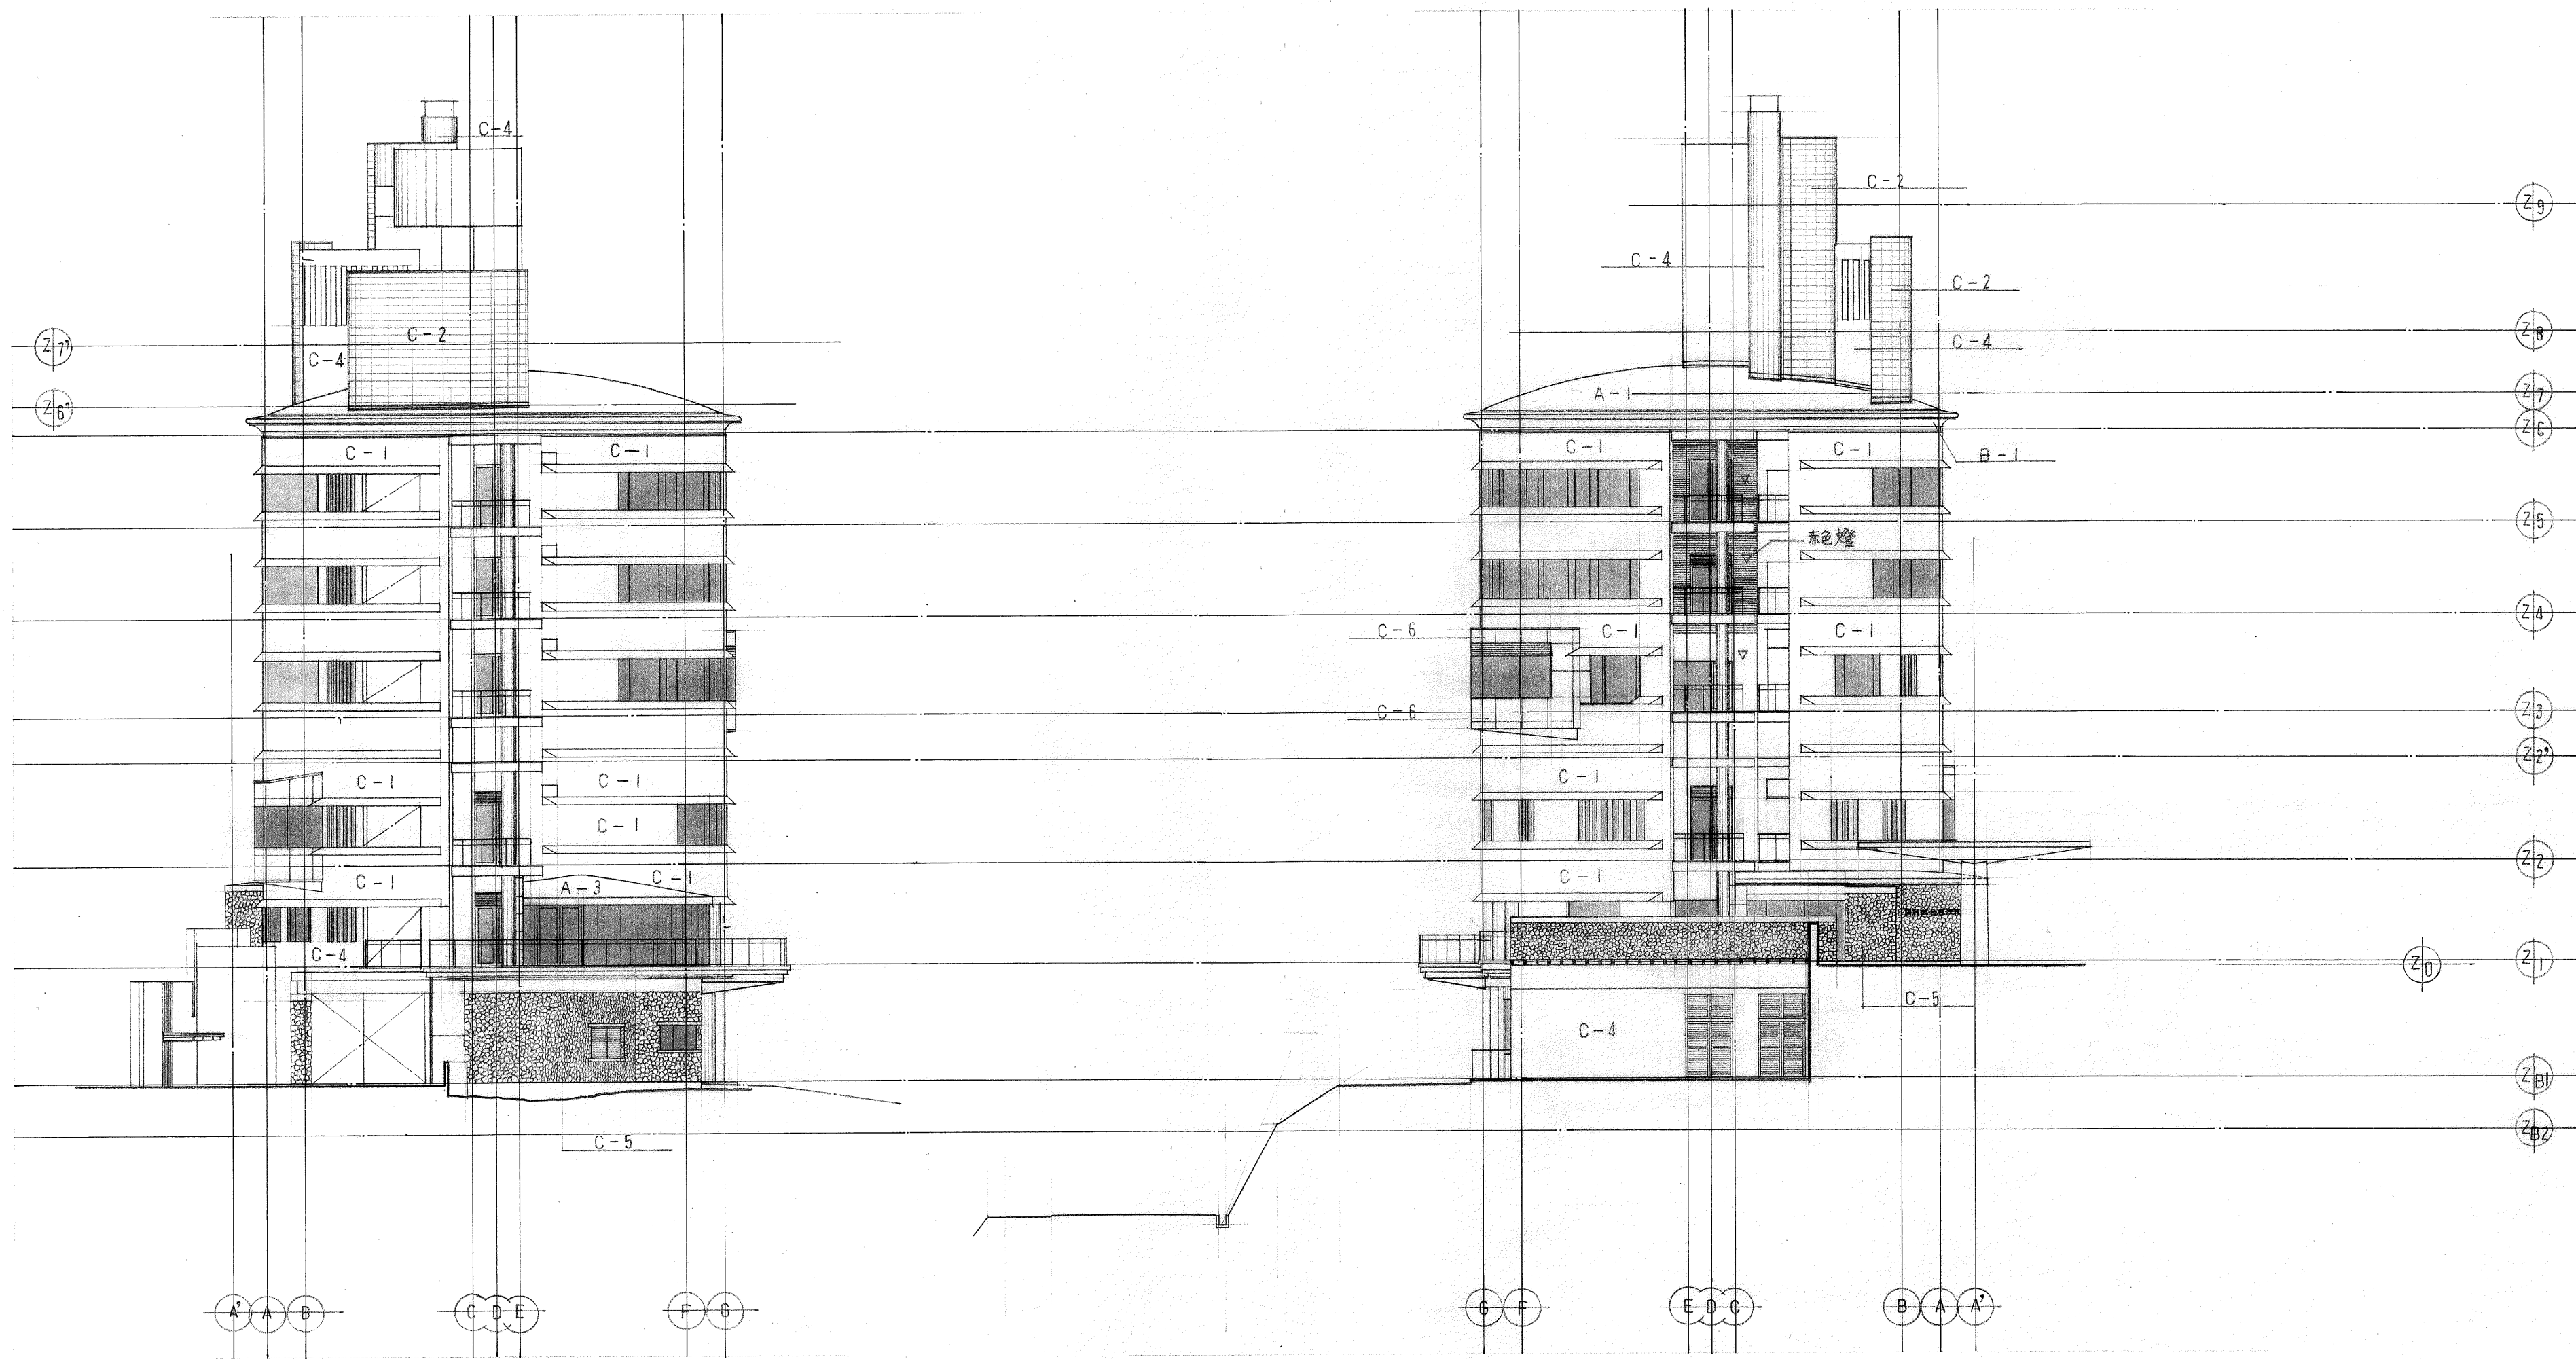 C-4
C-2
Z9
C-4
C-2
C-2
Z7'
C-4
Z8
C-4
A-1
Z7
Z6'
Z6
C-1
C-1
C-1
C-1
B-1
Z5
赤色燈
Z4
C-6
C-1
C-1
C-6
Z3
Z2'
C-1
C-1
C-1
C-1
Z2
C-1
A-3
C-1
C-1
C-4
Z0
Z1
C-5
C-4
ZB1
ZB2
C-5
A' A B C D E F G
G F E D C B A A'